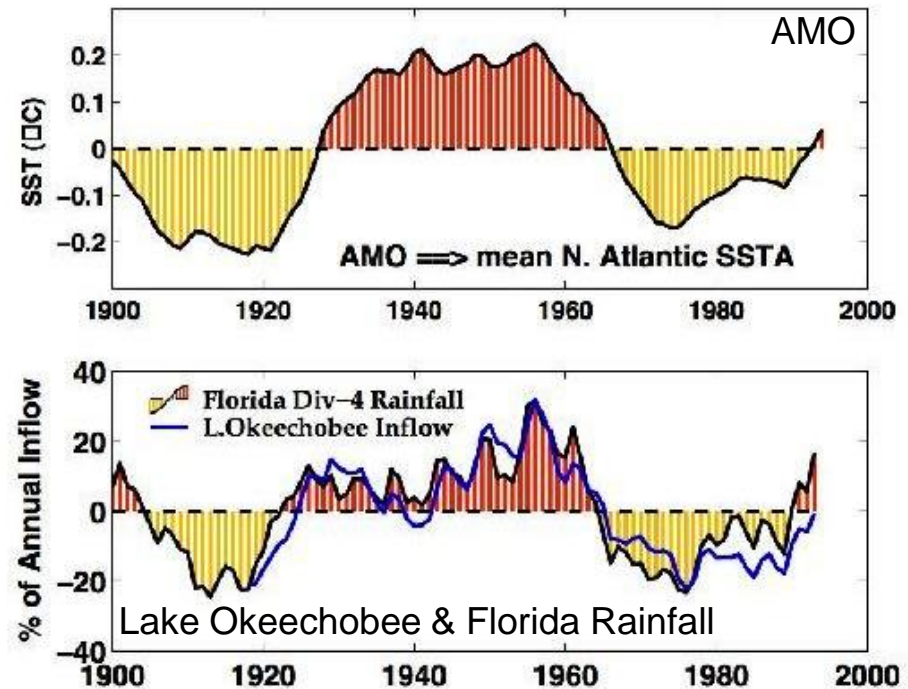 AMO
SST (□C)
0.2
0.1
0
−0.1
−0.2
AMO ==> mean N. Atlantic SSTA
1900 1920 1940 1960 1980 2000
% of Annual Inflow
40
20
0
−20
−40
Florida Div−4 Rainfall
L.Okeechobee Inflow
Lake Okeechobee & Florida Rainfall
1900 1920 1940 1960 1980 2000